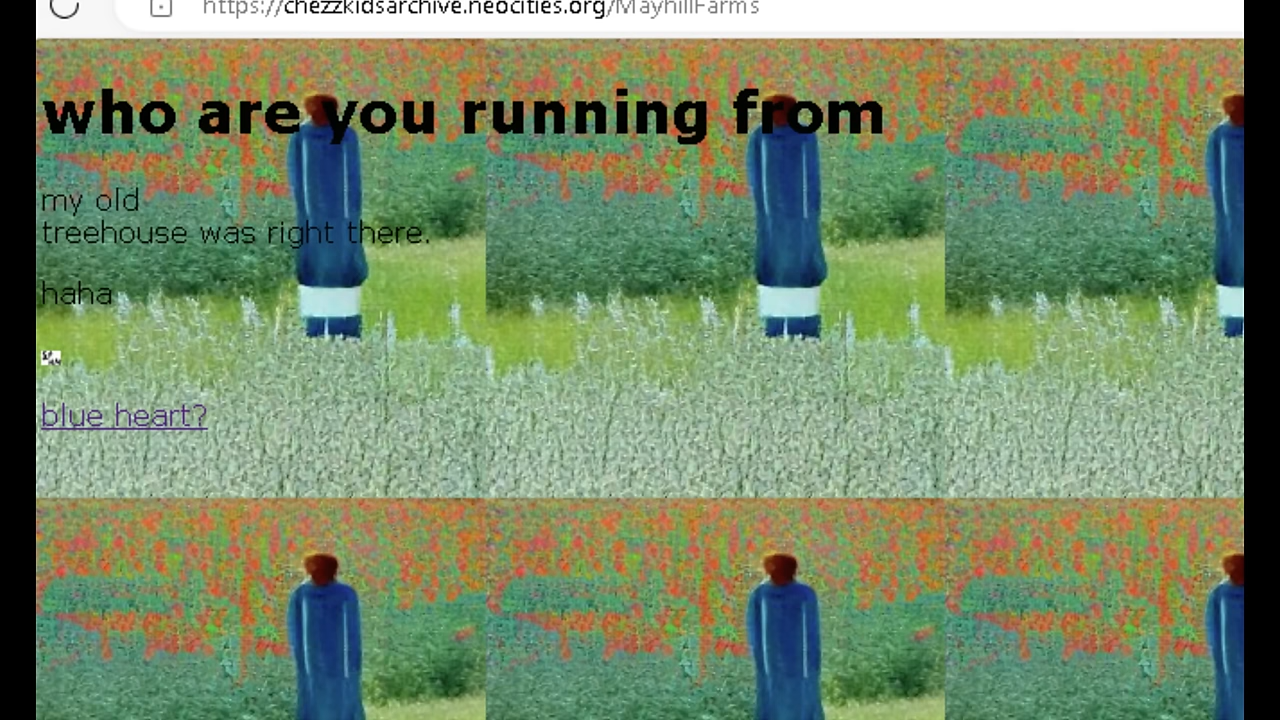 https://chezzkidsarchive.neocities.org/MayhillFarms
who are you running from
my old
treehouse was right there.
haha
blue heart?